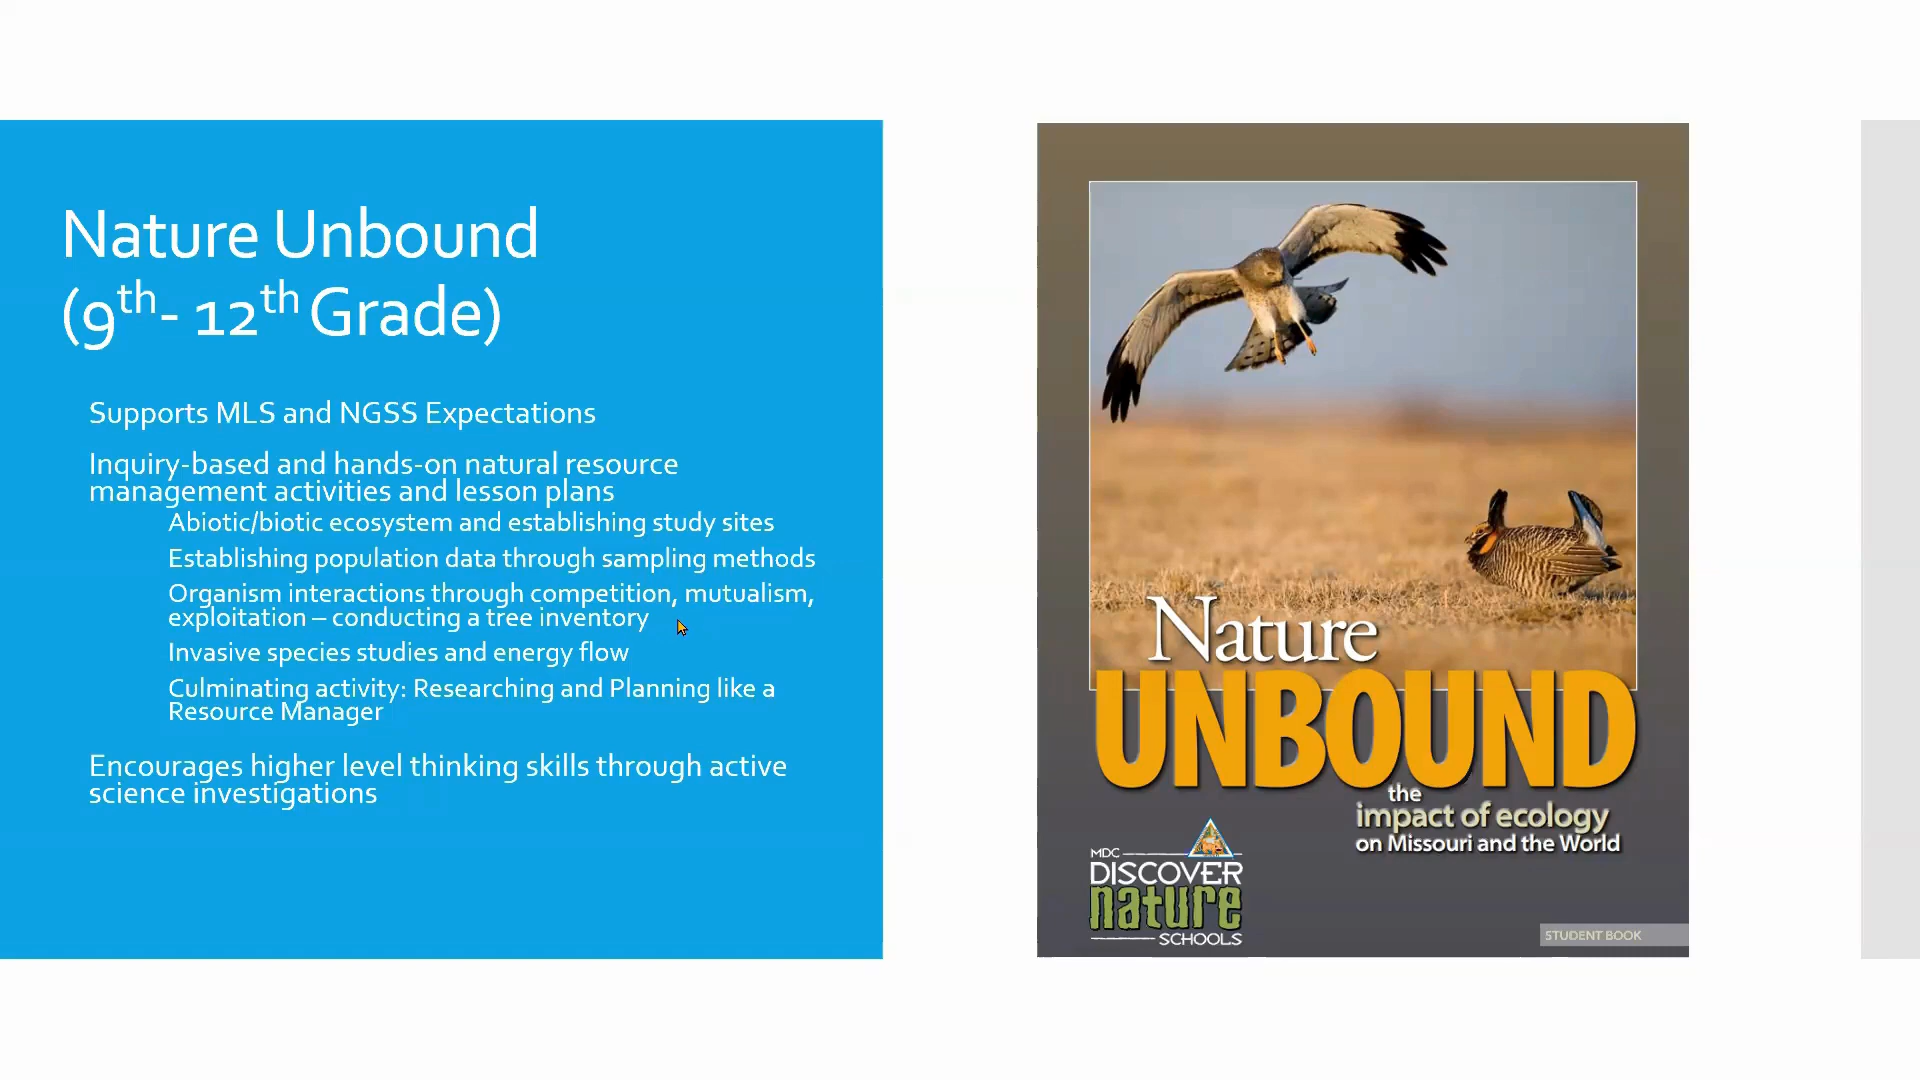 Nature Unbound
(9th- 12th Grade)
Supports MLS and NGSS Expectations
Inquiry-based and hands-on natural resource
management activities and lesson plans
Abiotic/biotic ecosystem and establishing study sites
Establishing population data through sampling methods
Organism interactions through competition, mutualism,
exploitation – conducting a tree inventory
Invasive species studies and energy flow
Culminating activity: Researching and Planning like a
Resource Manager
Encourages higher level thinking skills through active
science investigations
Nature
UNBOUND
the
impact of ecology
on Missouri and the World
MDC
DISCOVER
nature
SCHOOLS
STUDENT BOOK